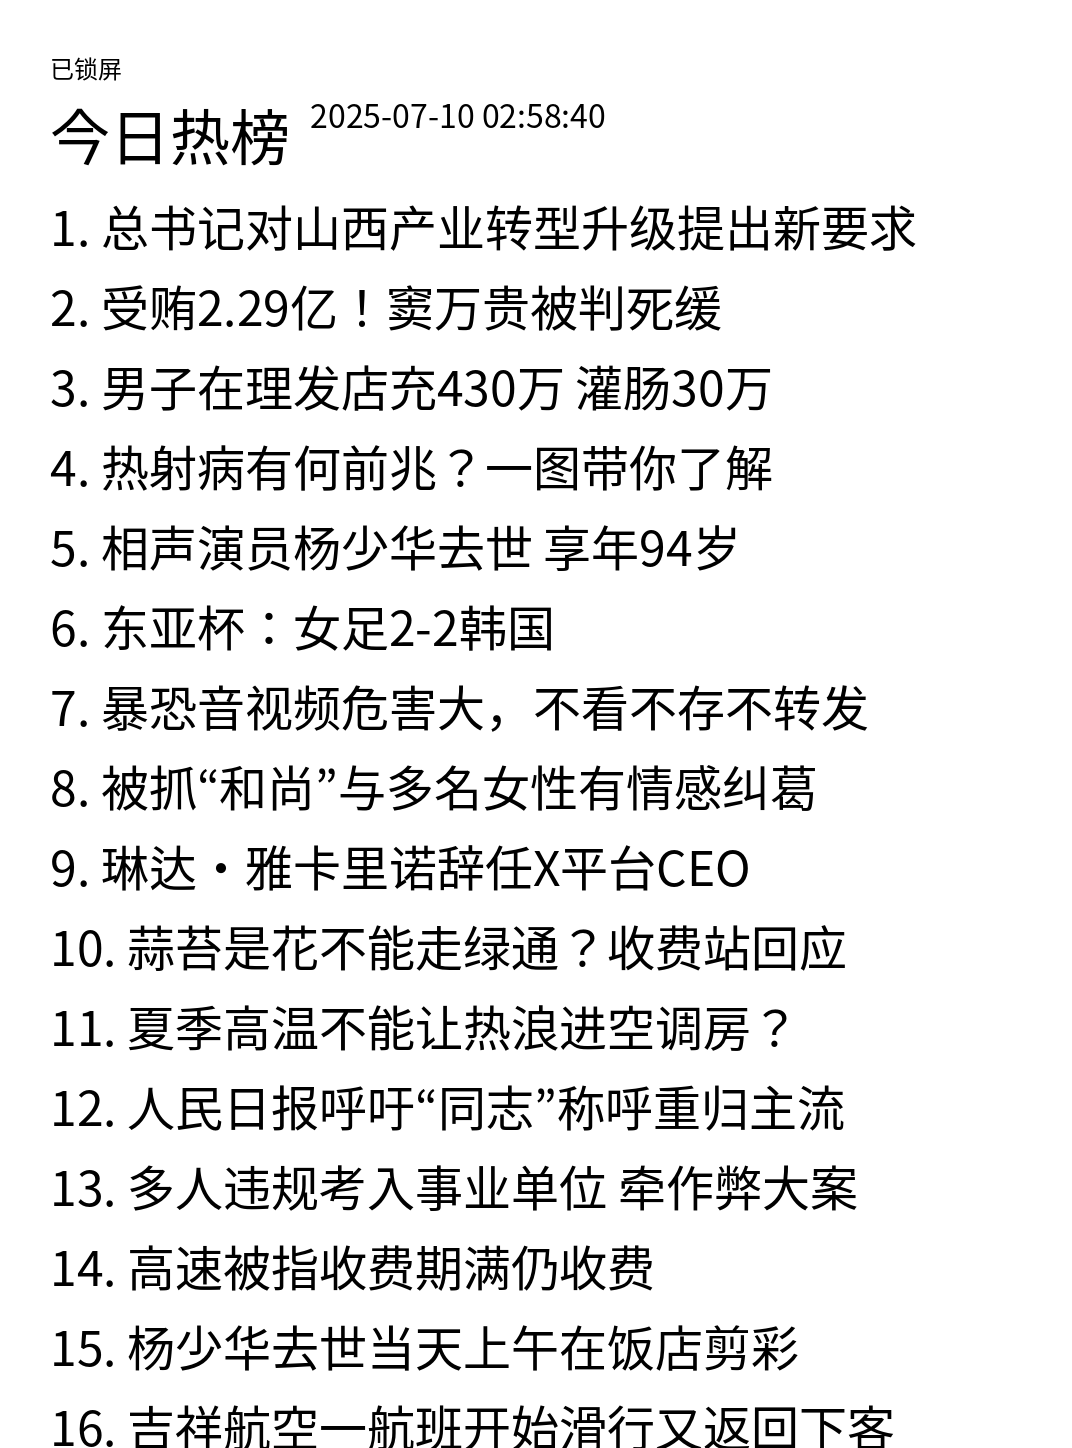 已锁屏
今日热榜 2025-07-10 02:58:40
1. 总书记对山西产业转型升级提出新要求
2. 受贿2.29亿！窦万贵被判死缓
3. 男子在理发店充430万 灌肠30万
4. 热射病有何前兆？一图带你了解
5. 相声演员杨少华去世 享年94岁
6. 东亚杯：女足2-2韩国
7. 暴恐音视频危害大，不看不存不转发
8. 被抓“和尚”与多名女性有情感纠葛
9. 琳达・雅卡里诺辞任X平台CEO
10. 蒜苔是花不能走绿通？收费站回应
11. 夏季高温不能让热浪进空调房？
12. 人民日报呼吁“同志”称呼重归主流
13. 多人违规考入事业单位 牵作弊大案
14. 高速被指收费期满仍收费
15. 杨少华去世当天上午在饭店剪彩
16. 吉祥航空一航班开始滑行又返回下客